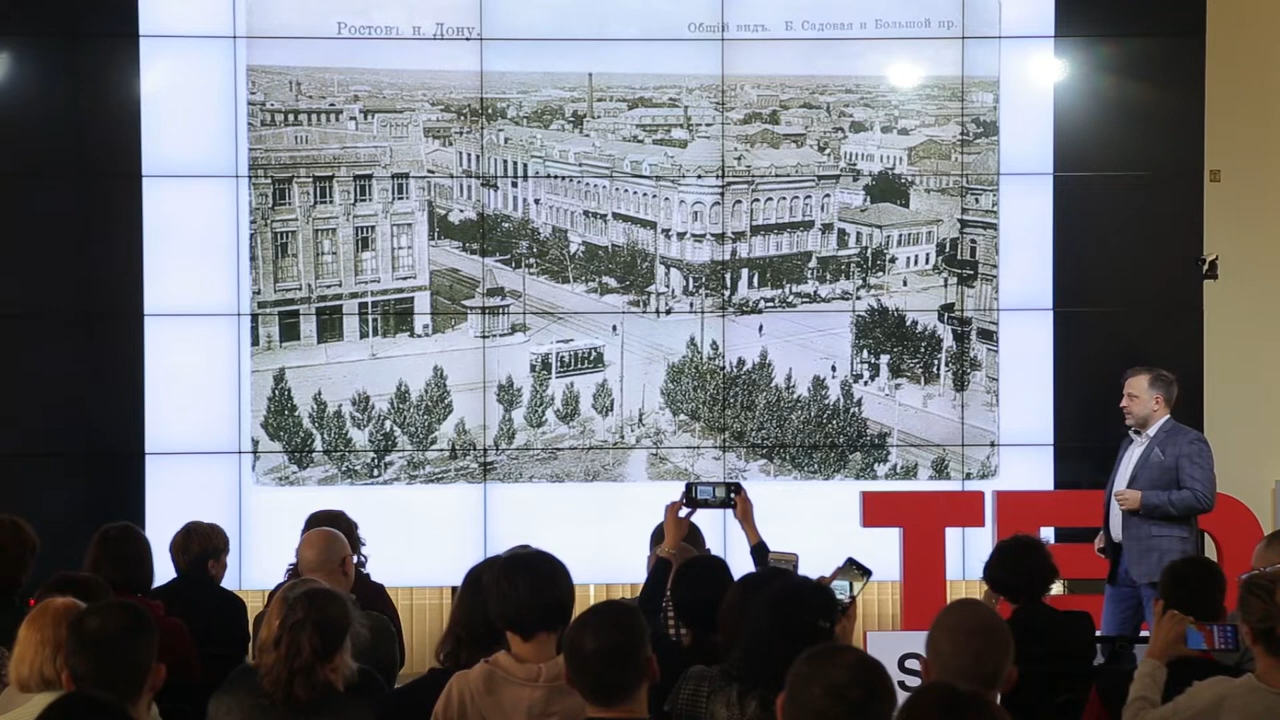 Ростовъ н. Дону.
Общій видъ. Б. Садовая и Большой пр.
TED
S